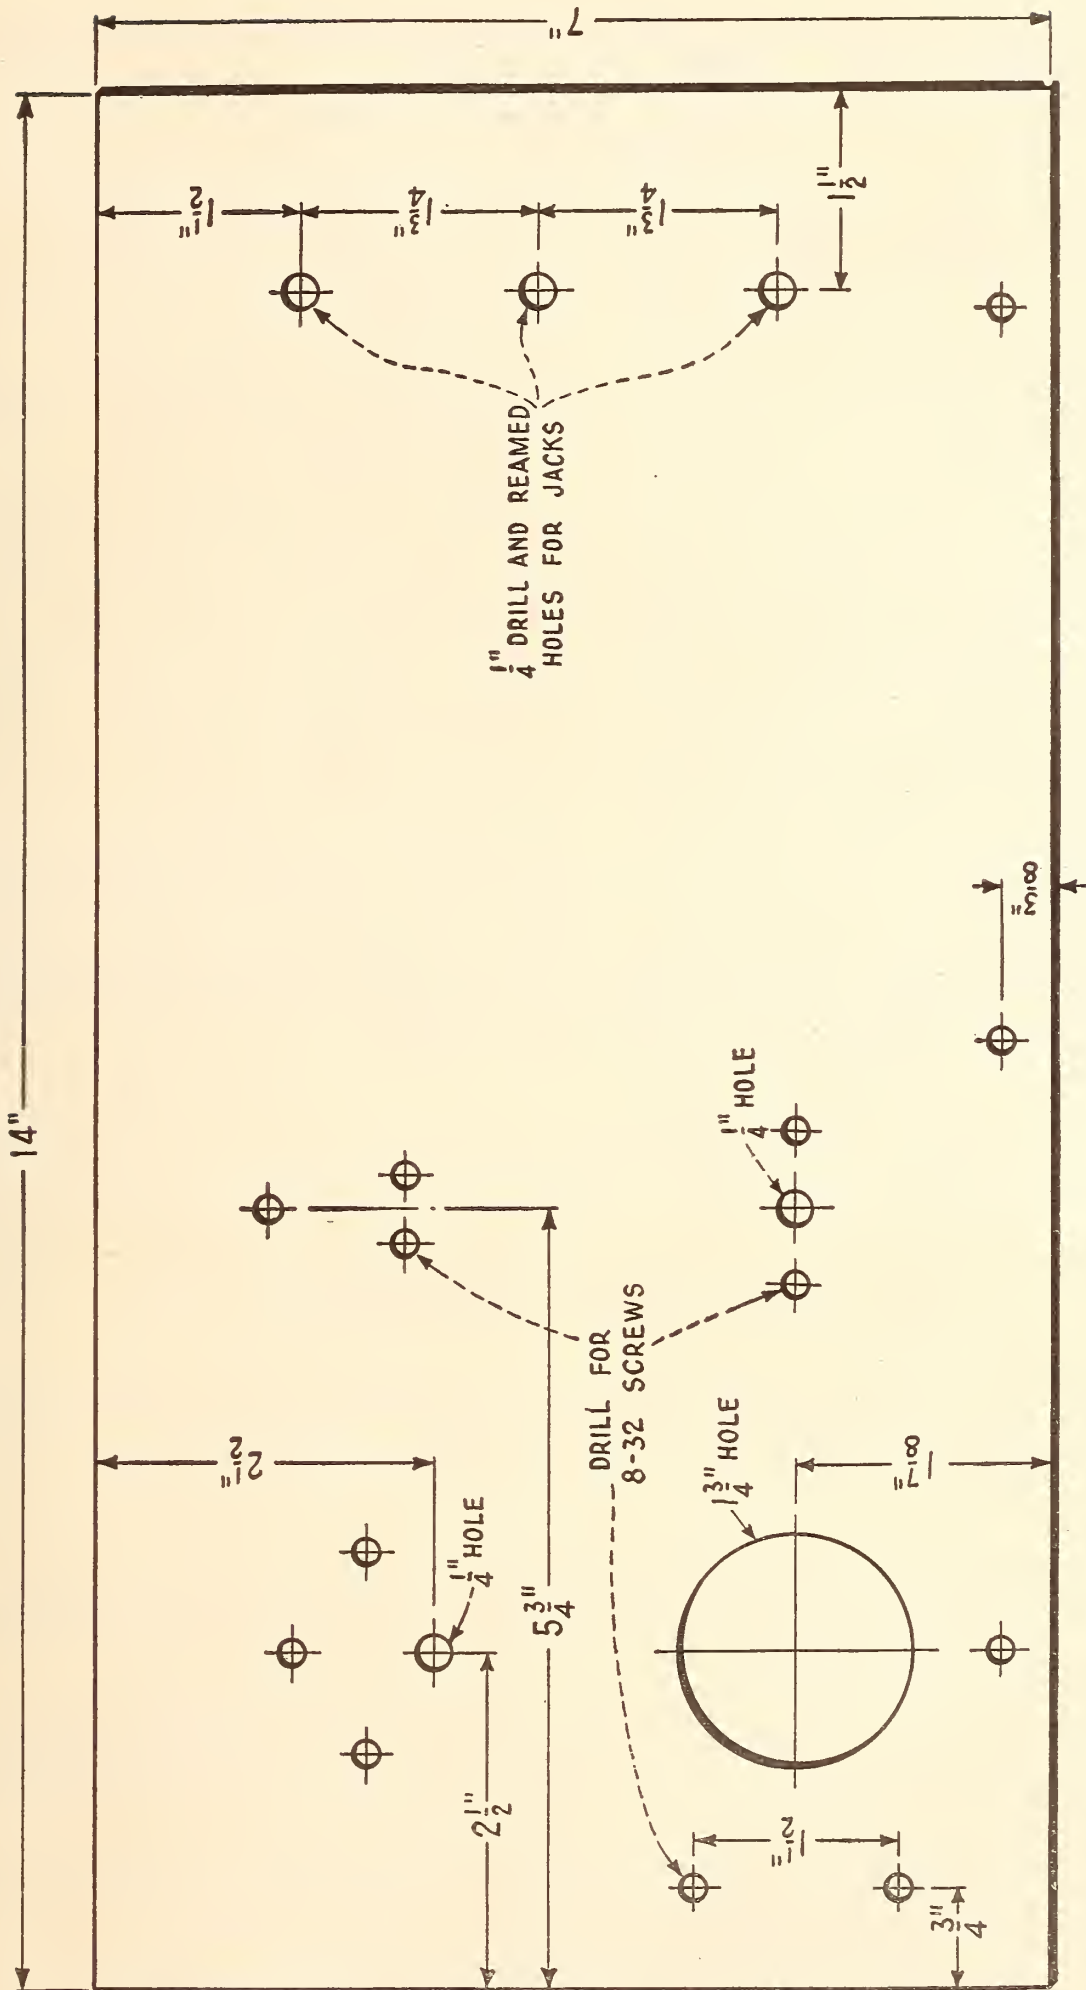 14"
7"
1 1/2"
1 3/4"
1 3/4"
1 1/2"
1/4" DRILL AND REAMED
HOLES FOR JACKS
3/8"
1/4" HOLE
DRILL FOR
8-32 SCREWS
2 1/2"
1/4" HOLE
5 3/4"
2 1/2"
1 3/4" HOLE
1 7/8"
1 1/2"
3/4"